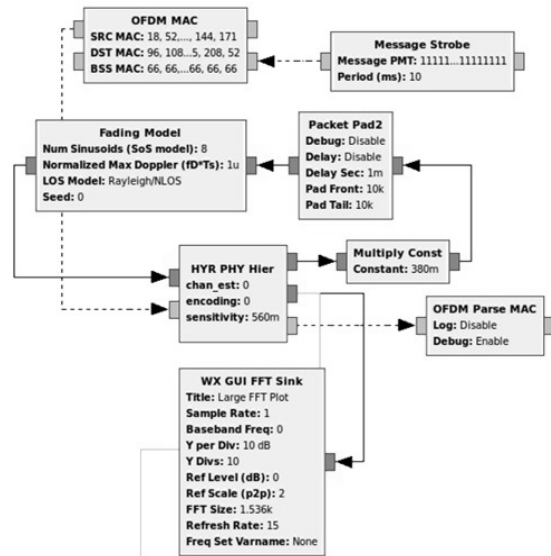 OFDM MAC
SRC MAC: 18, 52,..., 144, 171
DST MAC: 96, 108...5, 208, 52
BSS MAC: 66, 66,...66, 66, 66
Message Strobe
Message PMT: 11111...11111111
Period (ms): 10
Fading Model
Num Sinusoids (SoS model): 8
Normalized Max Doppler (fD*Ts): 1u
LOS Model: Rayleigh/NLOS
Seed: 0
Packet Pad2
Debug: Disable
Delay: Disable
Delay Sec: 1m
Pad Front: 10k
Pad Tail: 10k
HYR PHY Hier
chan_est: 0
encoding: 0
sensitivity: 560m
Multiply Const
Constant: 380m
OFDM Parse MAC
Log: Disable
Debug: Enable
WX GUI FFT Sink
Title: Large FFT Plot
Sample Rate: 1
Baseband Freq: 0
Y per Div: 10 dB
Y Divs: 10
Ref Level (dB): 0
Ref Scale (p2p): 2
FFT Size: 1.536k
Refresh Rate: 15
Freq Set Varname: None